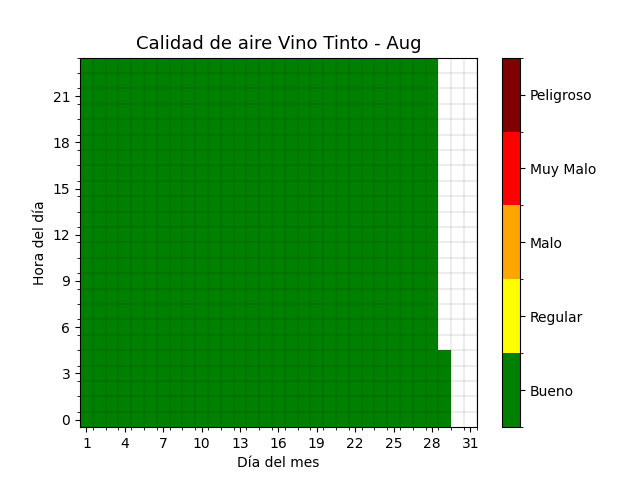 Calidad de aire Vino Tinto - Aug
Hora del día
21
18
15
12
9
6
3
0
1 4 7 10 13 16 19 22 25 28 31
Día del mes
Peligroso
Muy Malo
Malo
Regular
Bueno